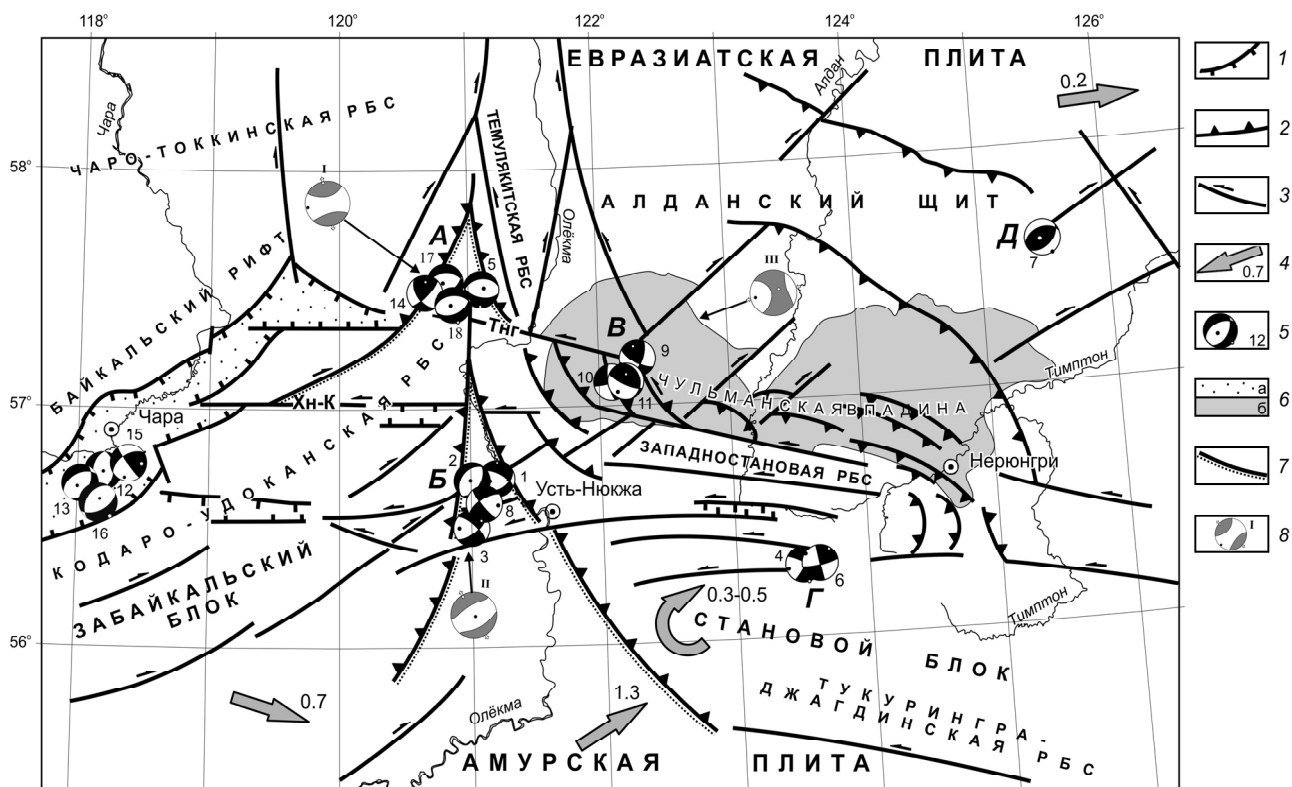 118° 120° 122° 124° 126°
ЕВРАЗИАТСКАЯ ПЛИТА
0.2
Алдан
Чара
ЧАРО-ТОККИНСКАЯ РБС
ТЕМУЛЯКИТСКАЯ РБС
58°
I
Олёкма
АЛДАНСКИЙ ЩИТ
А
Д
7
17
5
14
18
III
БАЙКАЛЬСКИЙ РИФТ
Тнг
В
9
10
11
Тимптон
ЧУЛЬМАНСКАЯ ВПАДИНА
57°
Хн-К
Чара
15
12
13
16
КОДАРО-УДОКАНСКАЯ РБС
ЗАПАДНОСТАНОВАЯ РБС
Нерюнгри
Б
2
1
8
3
Усть-Нюкжа
4
6
Г
II
ЗАБАЙКАЛЬСКИЙ
БЛОК
0.3-0.5
Тимптон
56°
СТАНОВОЙ БЛОК
0.7
1.3
ТУКУРИНГРА-
ДЖАГДИНСКАЯ РБС
Олёкма
АМУРСКАЯ ПЛИТА
1
2
3
0.7
4
12
5
а
б
6
7
I
8